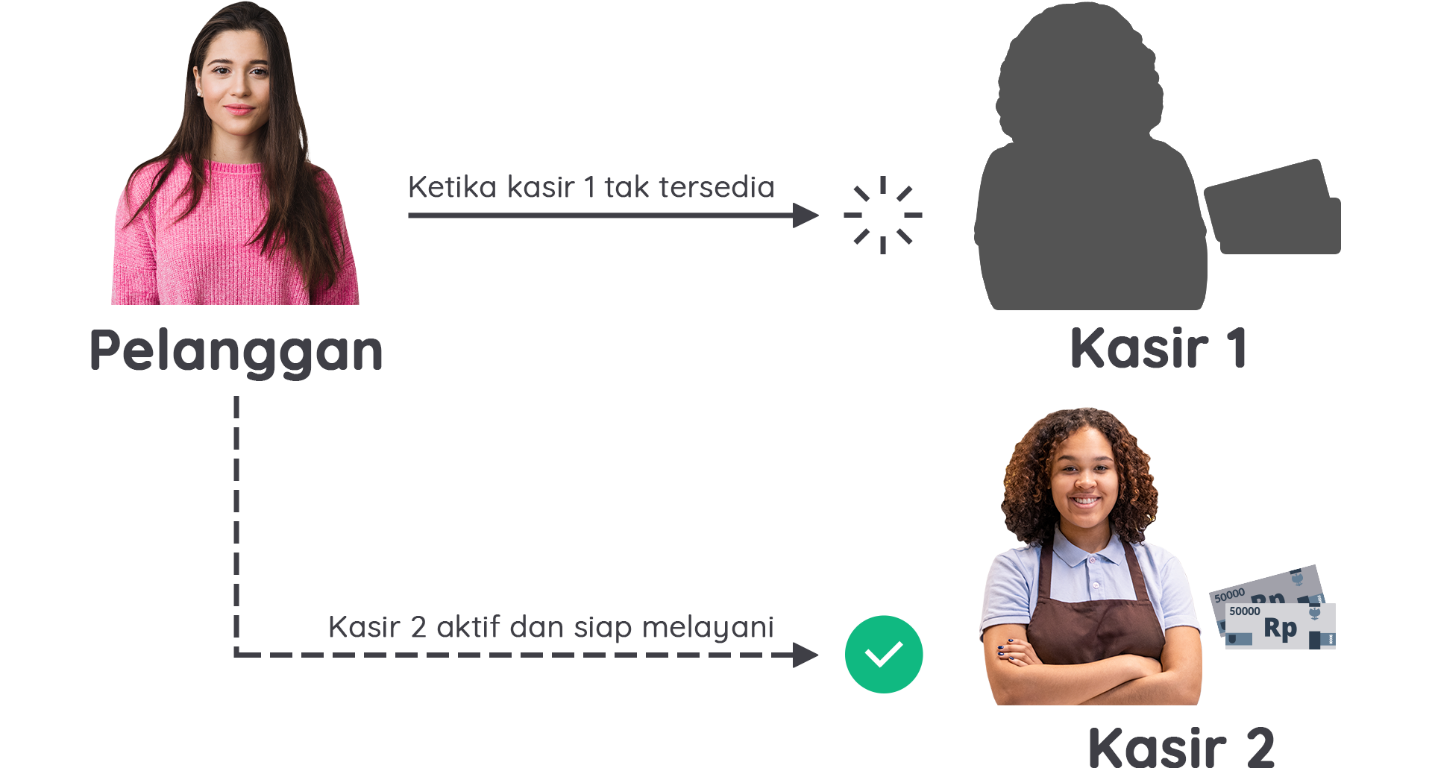 Ketika kasir 1 tak tersedia
Pelanggan
Kasir 1
Kasir 2 aktif dan siap melayani
50000
Rp
50000
Rp
Kasir 2